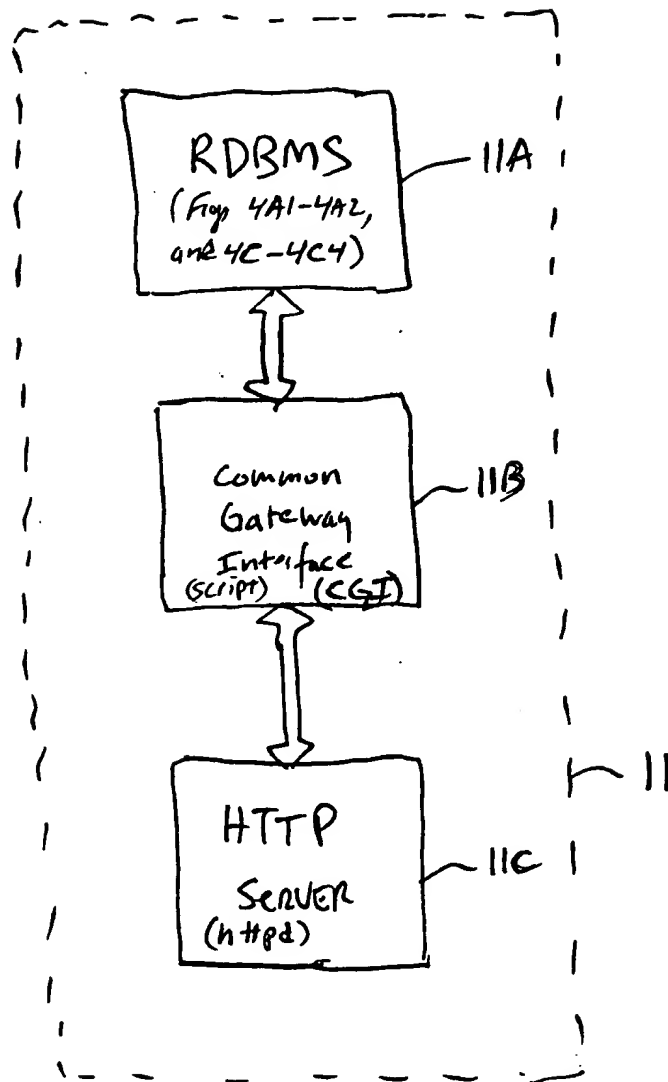 RDBMS
(Figs 4A1-4A2,
and 4C-4C4)
11A
Common
Gateway
Interface
(script) (CGI)
11B
HTTP
SERVER
(httpd)
11C
11